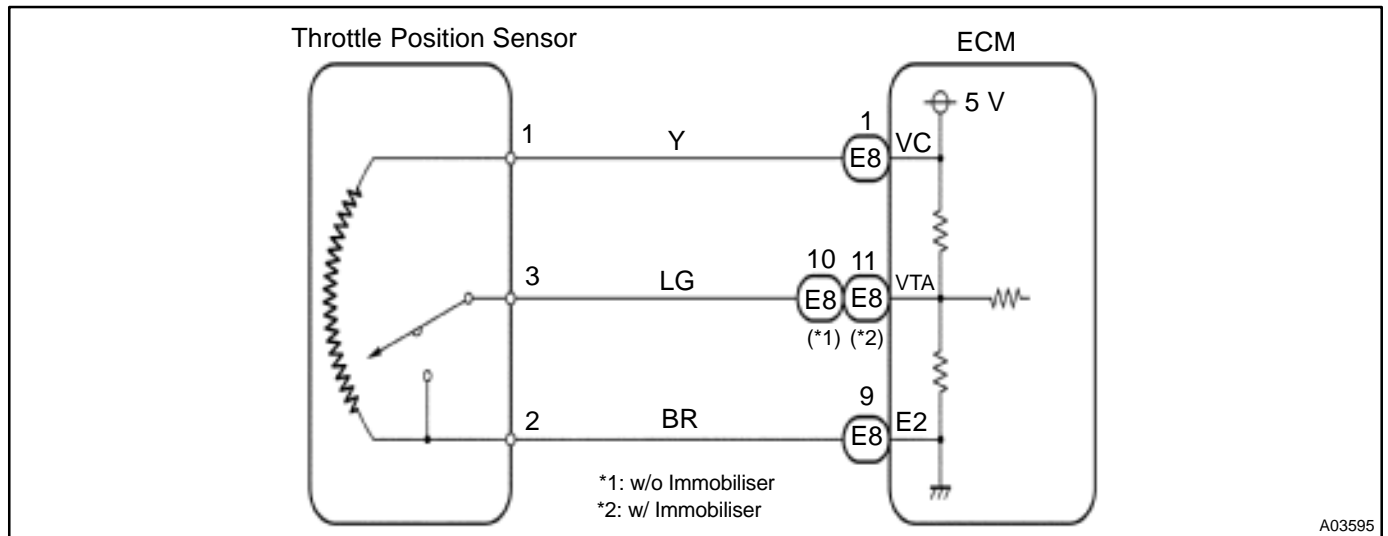 Throttle Position Sensor
ECM
5 V
1
Y
1
E8
VC
3
LG
10
11
E8
E8
VTA
(*1)
(*2)
2
BR
9
E8
E2
*1: w/o Immobiliser
*2: w/ Immobiliser
A03595